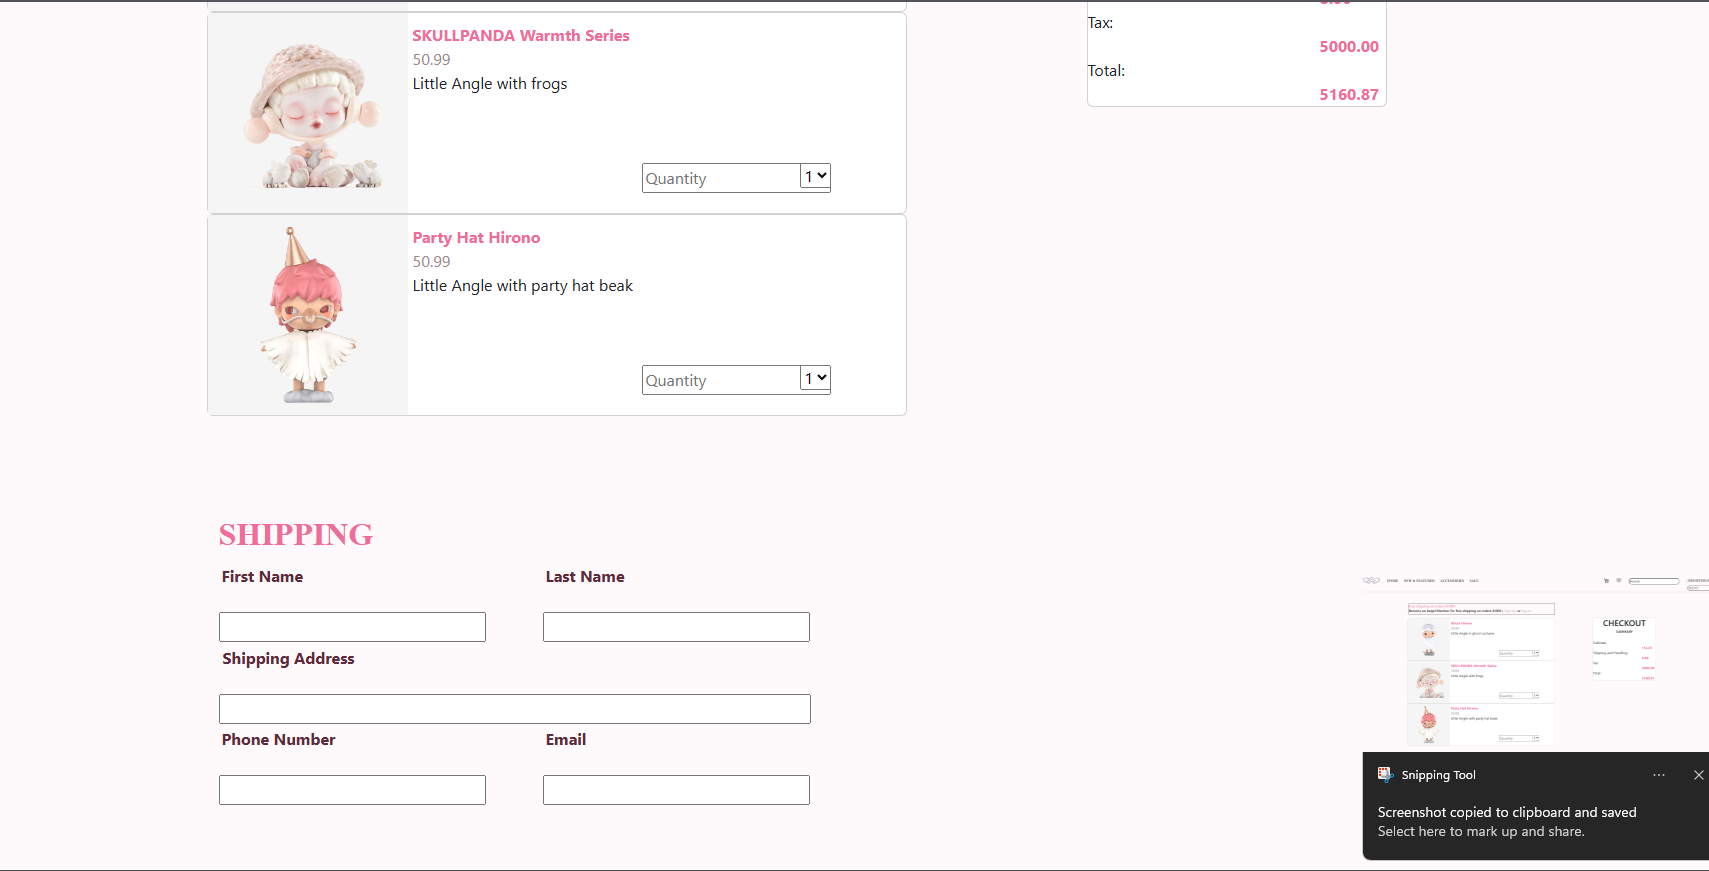 SKULLPANDA Warmth Series
50.99
Little Angle with frogs
Quantity 1
Party Hat Hirono
50.99
Little Angle with party hat beak
Quantity 1
Tax:
5000.00
Total:
5160.87
SHIPPING
First Name Last Name
Shipping Address
Phone Number Email
CHECKOUT
SUMMARY
Snipping Tool
Screenshot copied to clipboard and saved
Select here to mark up and share.